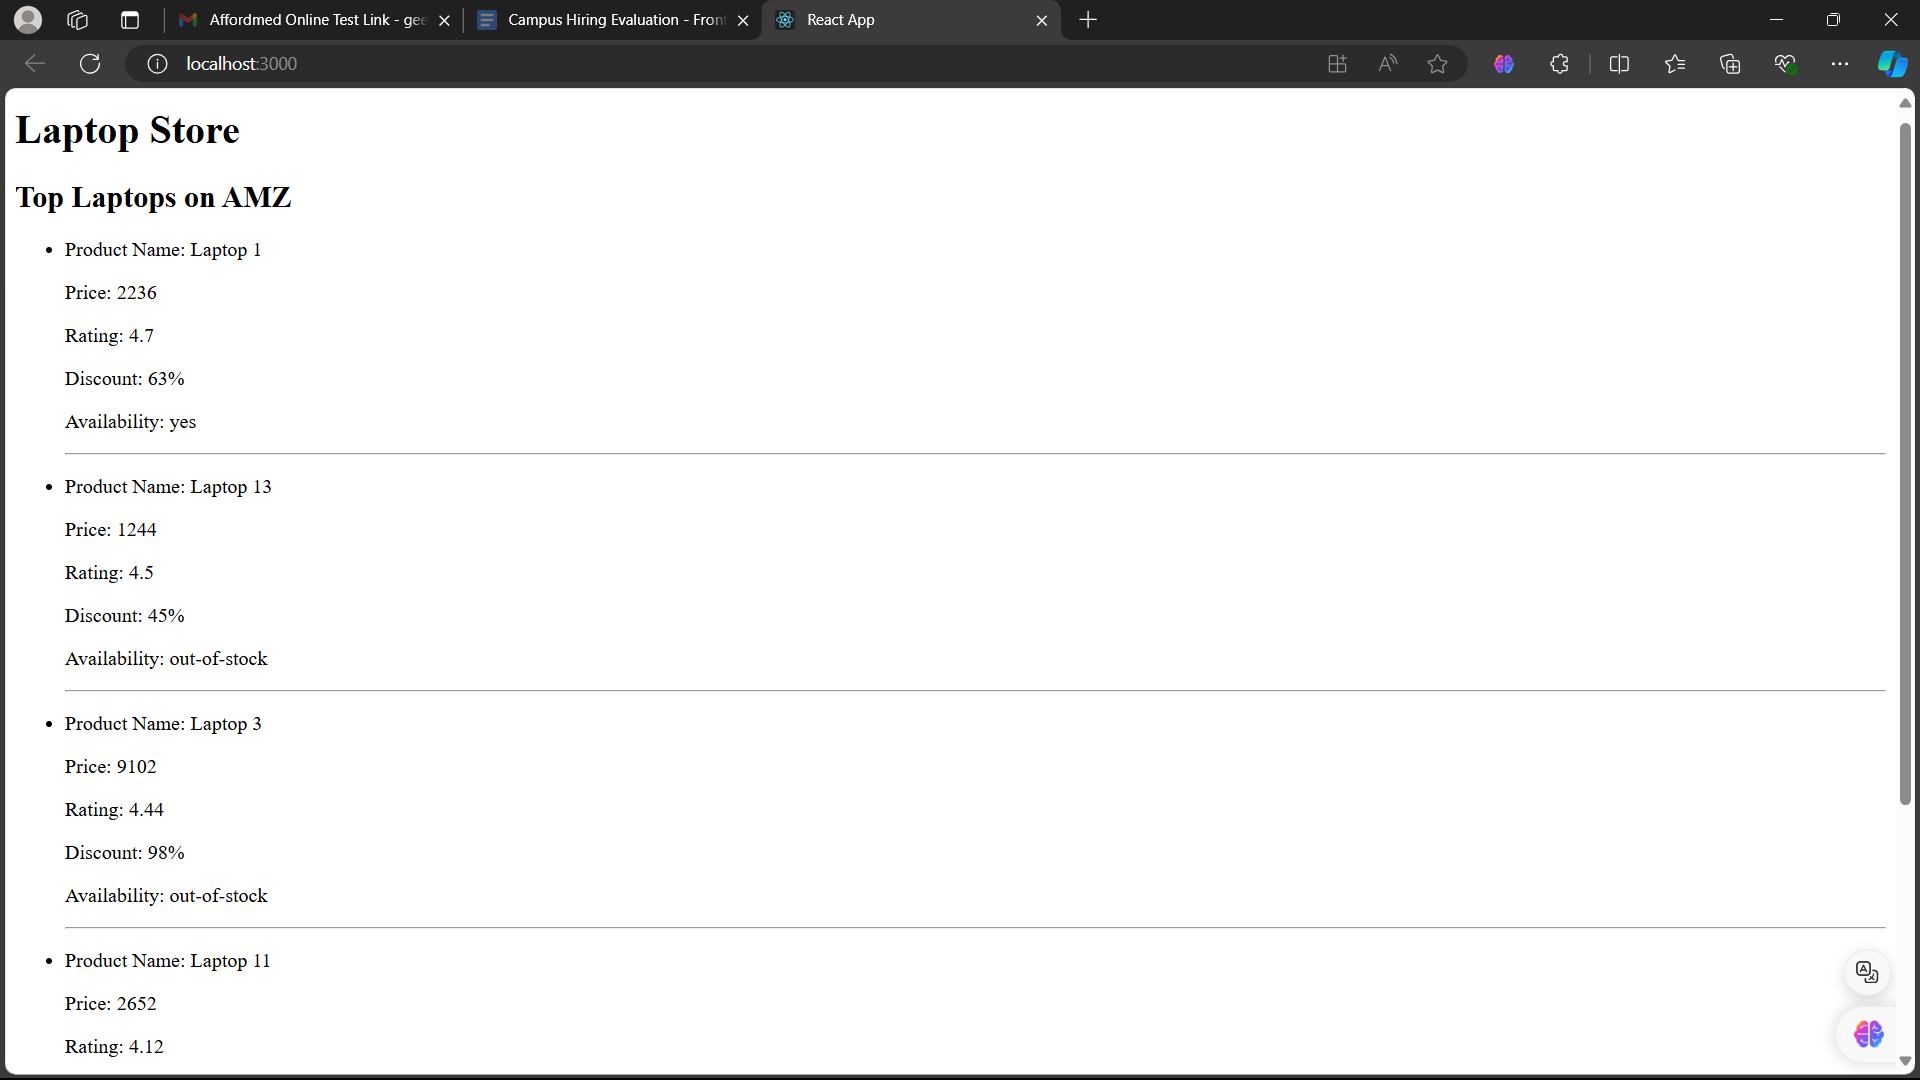 Affordmed Online Test Link - gee
Campus Hiring Evaluation - Fron
React App
localhost:3000
Laptop Store
Top Laptops on AMZ
Product Name: Laptop 1
Price: 2236
Rating: 4.7
Discount: 63%
Availability: yes
Product Name: Laptop 13
Price: 1244
Rating: 4.5
Discount: 45%
Availability: out-of-stock
Product Name: Laptop 3
Price: 9102
Rating: 4.44
Discount: 98%
Availability: out-of-stock
Product Name: Laptop 11
Price: 2652
Rating: 4.12